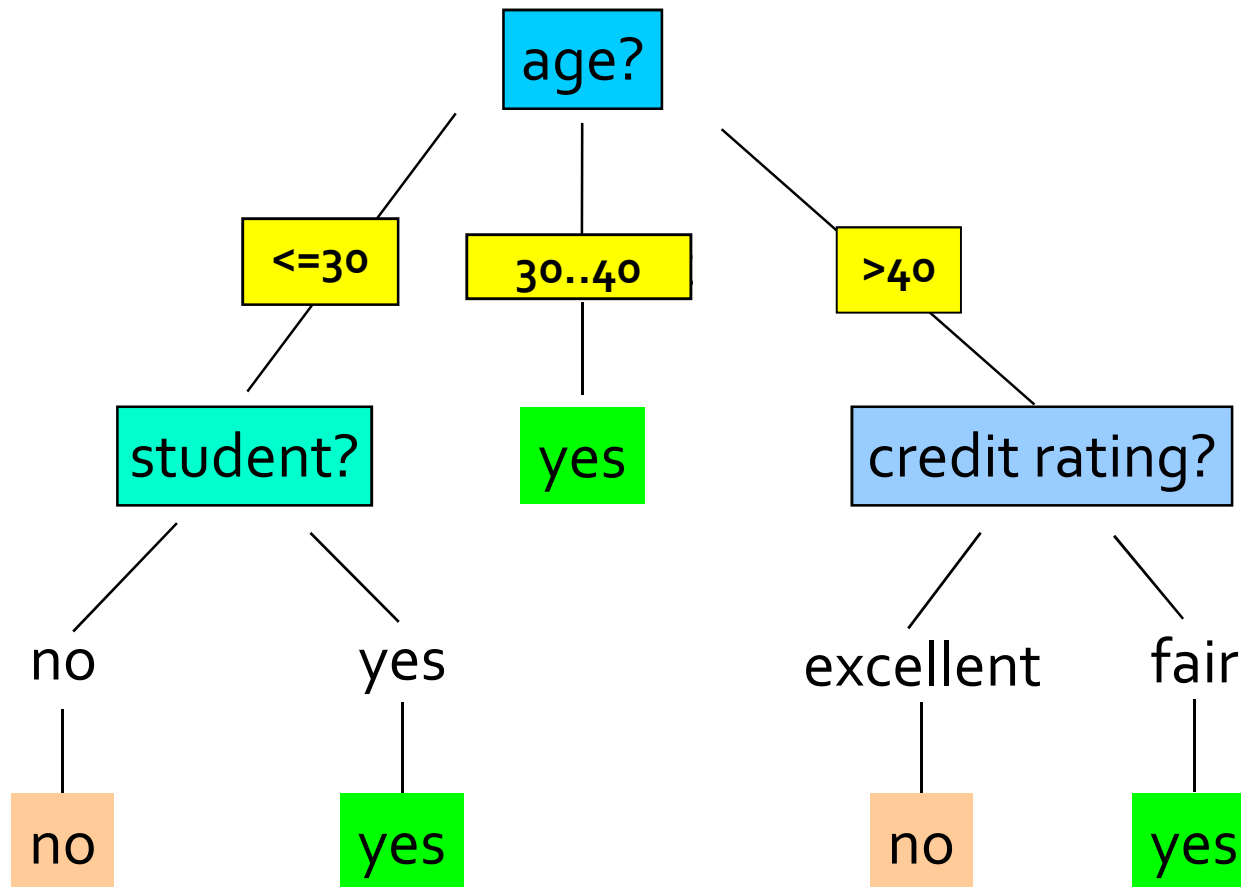 age?
<=30
30..40
>40
student?
yes
credit rating?
no
yes
excellent
fair
no
yes
no
yes